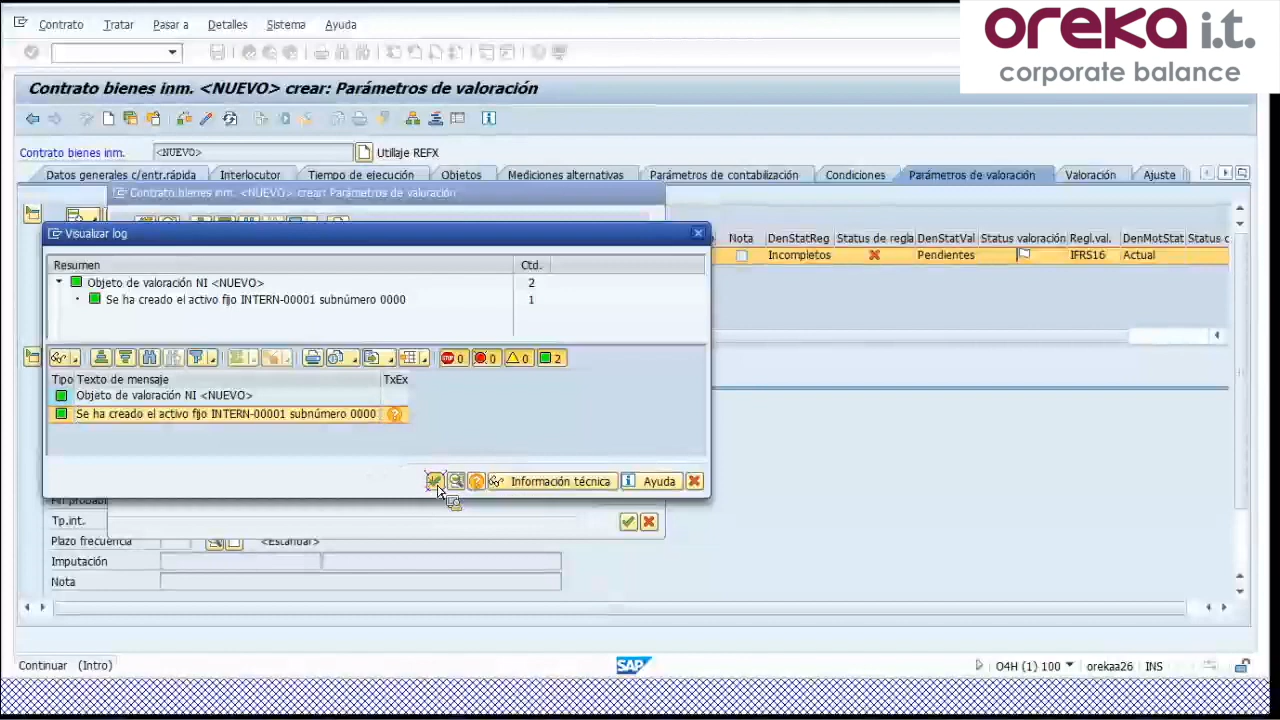 Contrato Tratar Pasar a Detalles Sistema Ayuda
oreka i.t.
corporate balance
Contrato bienes inm. <NUEVO> crear: Parámetros de valoración
Contrato bienes inm. <NUEVO> Utillaje REFX
Datos generales c/entr.rápida Interlocutor Tiempo de ejecución Objetos Mediciones alternativas Parámetros de contabilización Condiciones Parámetros de valoración Valoración Ajuste
Contrato bienes inm. <NUEVO> crear: Parámetros de valoración
Visualizar log
Nota DenStatReg Status de regla DenStatVal Status valoración Regl.val. DenMotStat Status c
Incompletos Pendientes IFRS16 Actual
Resumen Ctd.
Objeto de valoración NI <NUEVO> 2
Se ha creado el activo fijo INTERN-00001 subnúmero 0000 1
0 0 0 2
Tipo Texto de mensaje TxEx
Objeto de valoración NI <NUEVO>
Se ha creado el activo fijo INTERN-00001 subnúmero 0000
Información técnica Ayuda
Tp.int.
Plazo frecuencia <Estándar>
Imputación
Nota
Continuar (Intro) SAP O4H (1) 100 orekaa26 INS